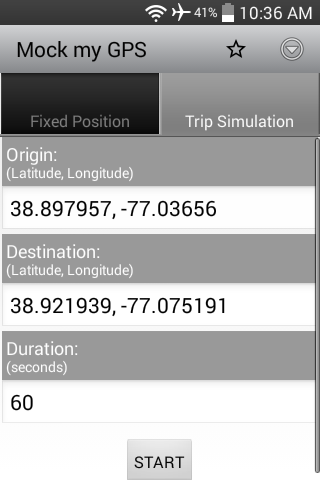 41% 10:36 AM
Mock my GPS
Fixed Position Trip Simulation
Origin:
(Latitude, Longitude)
38.897957, -77.03656
Destination:
(Latitude, Longitude)
38.921939, -77.075191
Duration:
(seconds)
60
START